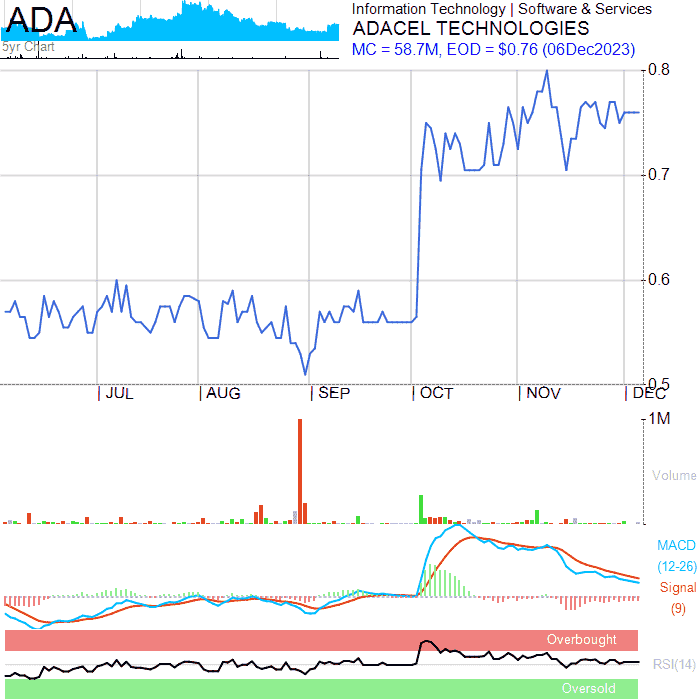 ADA
5yr Chart
Information Technology | Software & Services
ADACEL TECHNOLOGIES
MC = 58.7M, EOD = $0.76 (06Dec2023)
0.8
0.7
0.6
0.5
JUL AUG SEP OCT NOV DEC
1M
Volume
MACD
(12-26)
Signal
(9)
Overbought
RSI(14)
Oversold